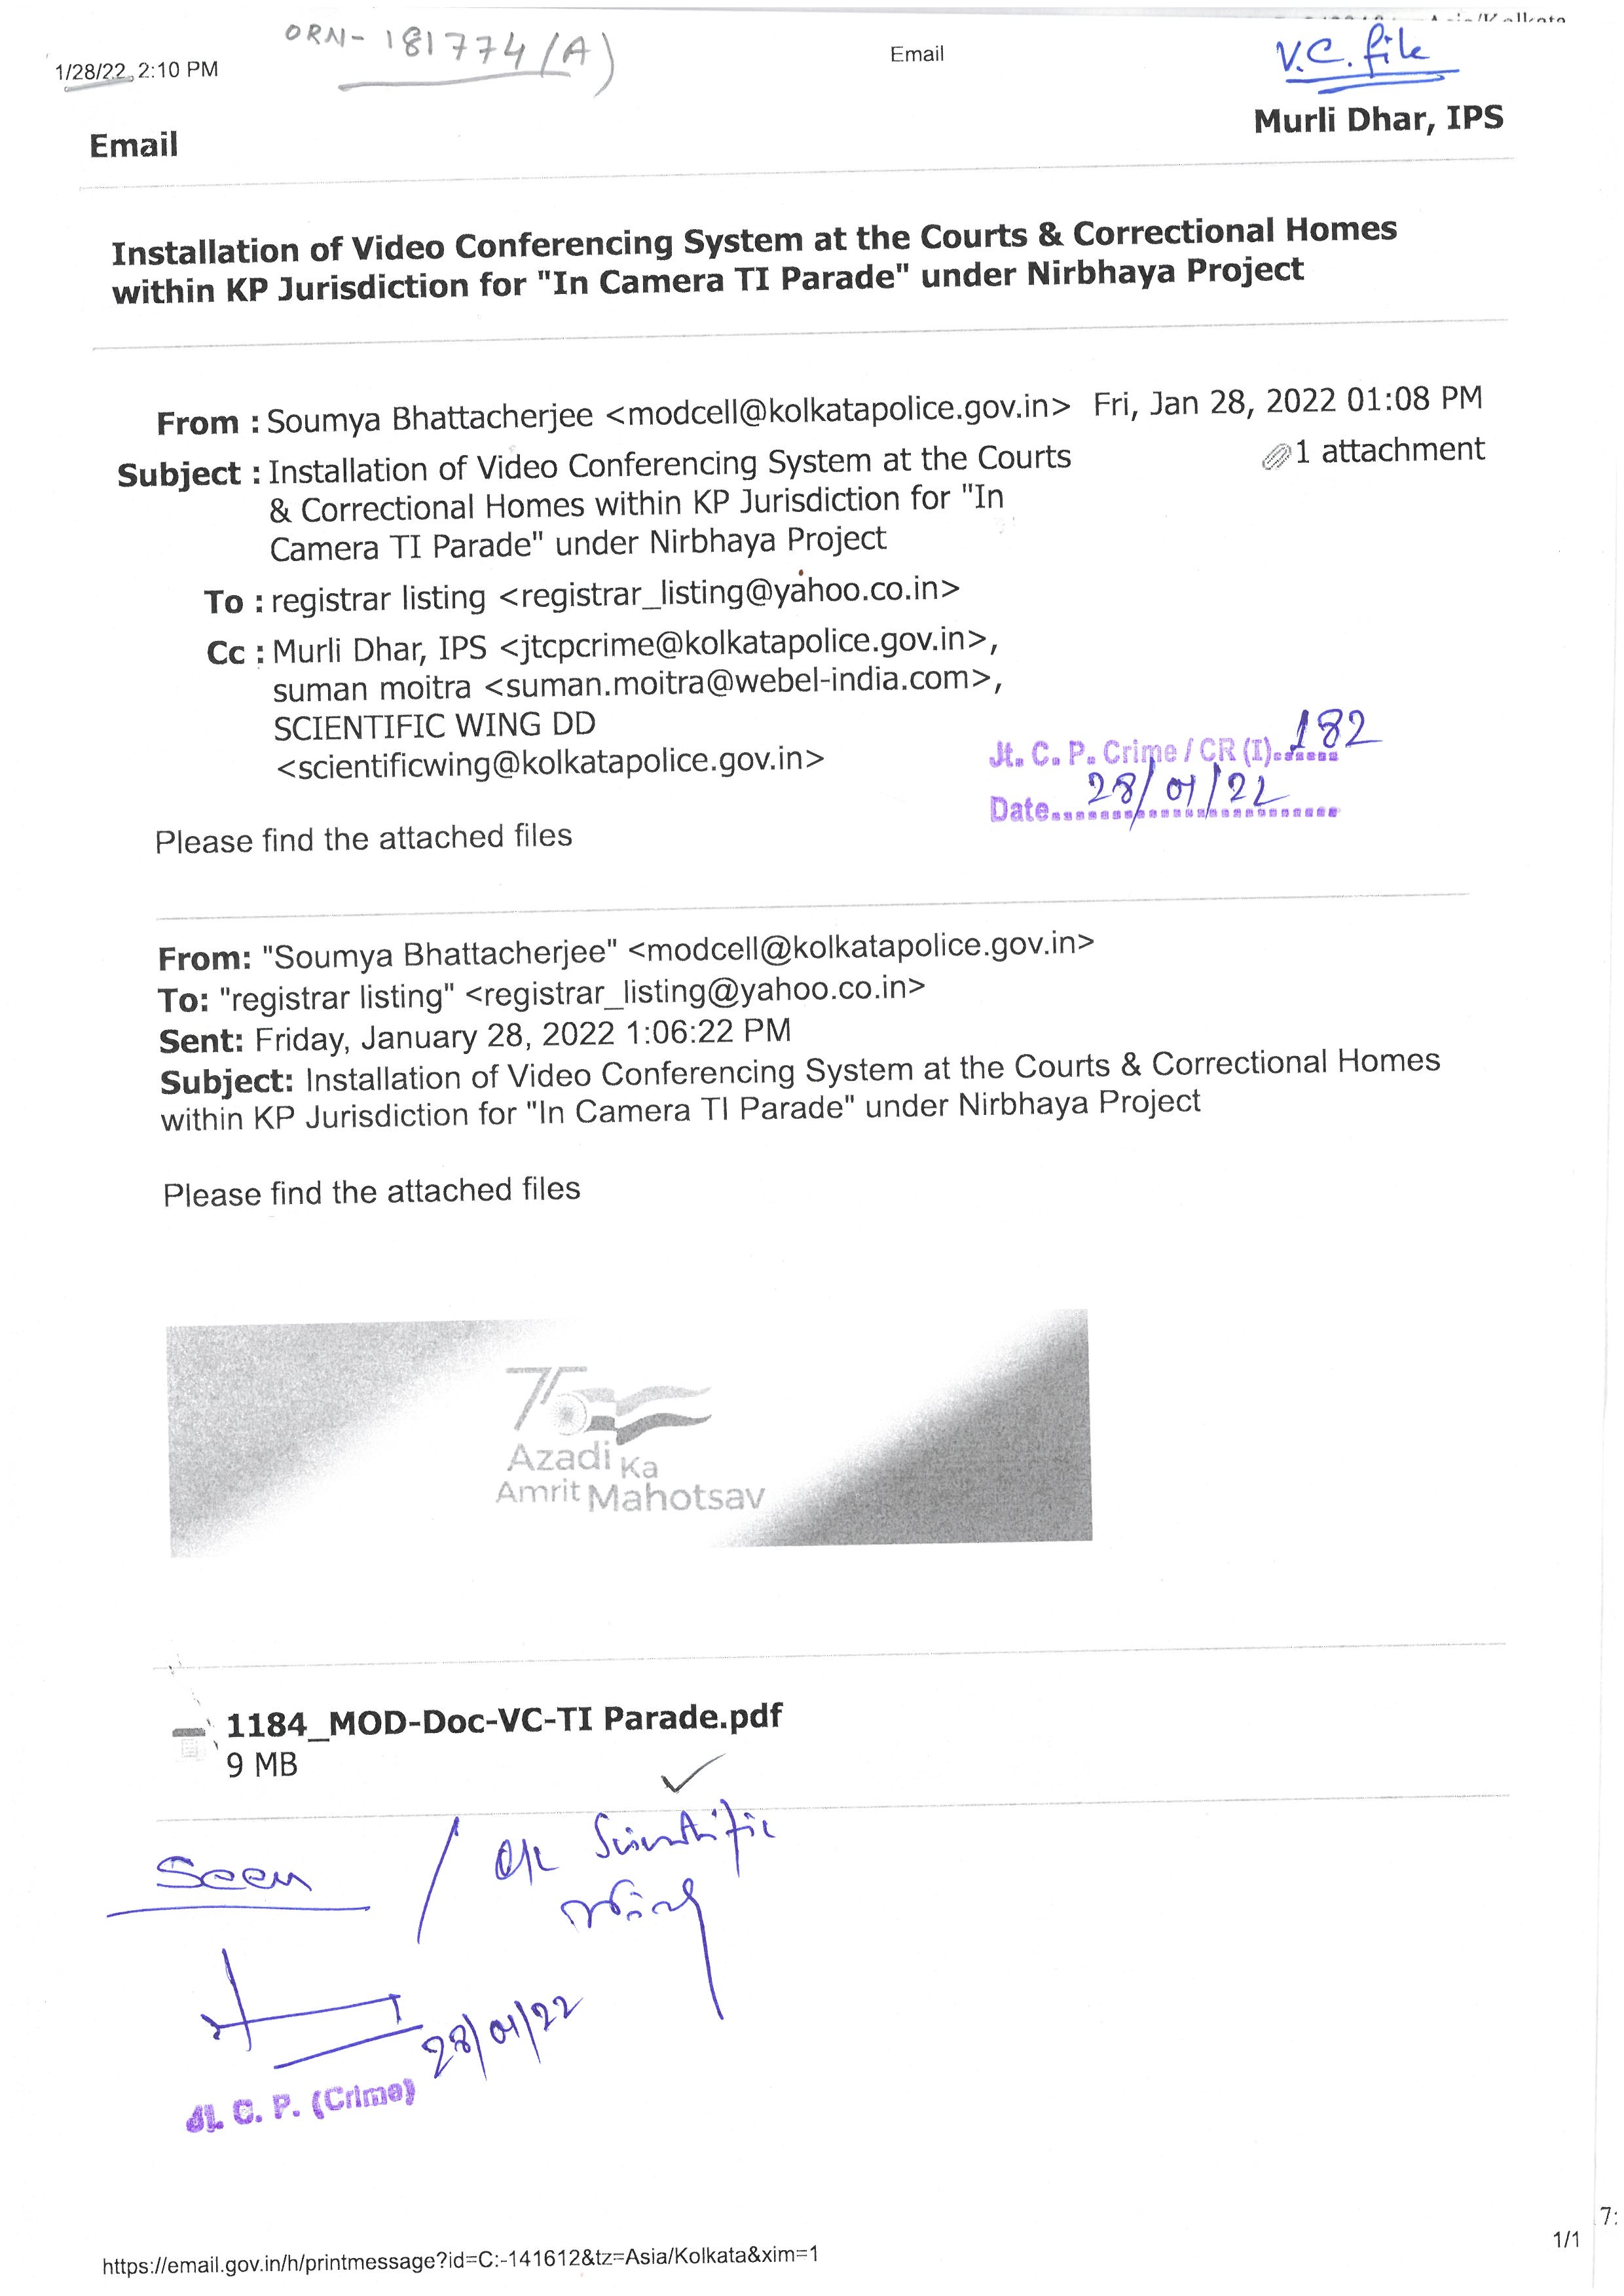 Asia/Kolkata
ORN- 181774/(A)
1/28/22, 2:10 PM
Email
V.C. file
Murli Dhar, IPS
Email
Installation of Video Conferencing System at the Courts & Correctional Homes
within KP Jurisdiction for "In Camera TI Parade" under Nirbhaya Project
From : Soumya Bhattacherjee <modcell@kolkatapolice.gov.in> Fri, Jan 28, 2022 01:08 PM
Subject : Installation of Video Conferencing System at the Courts
1 attachment
& Correctional Homes within KP Jurisdiction for "In
Camera TI Parade" under Nirbhaya Project
To : registrar listing <registrar_listing@yahoo.co.in>
Cc : Murli Dhar, IPS <jtcpcrime@kolkatapolice.gov.in>,
suman moitra <suman.moitra@webel-india.com>,
SCIENTIFIC WING DD
<scientificwing@kolkatapolice.gov.in>
Jt. C. P. Crime / CR (I)......182
Date....28/01/22....
Please find the attached files
From: "Soumya Bhattacherjee" <modcell@kolkatapolice.gov.in>
To: "registrar listing" <registrar_listing@yahoo.co.in>
Sent: Friday, January 28, 2022 1:06:22 PM
Subject: Installation of Video Conferencing System at the Courts & Correctional Homes
within KP Jurisdiction for "In Camera TI Parade" under Nirbhaya Project
Please find the attached files
75
Azadi Ka
Amrit Mahotsav
1184_MOD-Doc-VC-TI Parade.pdf
9 MB
Seen / Scientific
Wing
28/01/22
Jt. C. P. (Crime)
7:
1/1
https://email.gov.in/h/printmessage?id=C:-141612&tz=Asia/Kolkata&xim=1